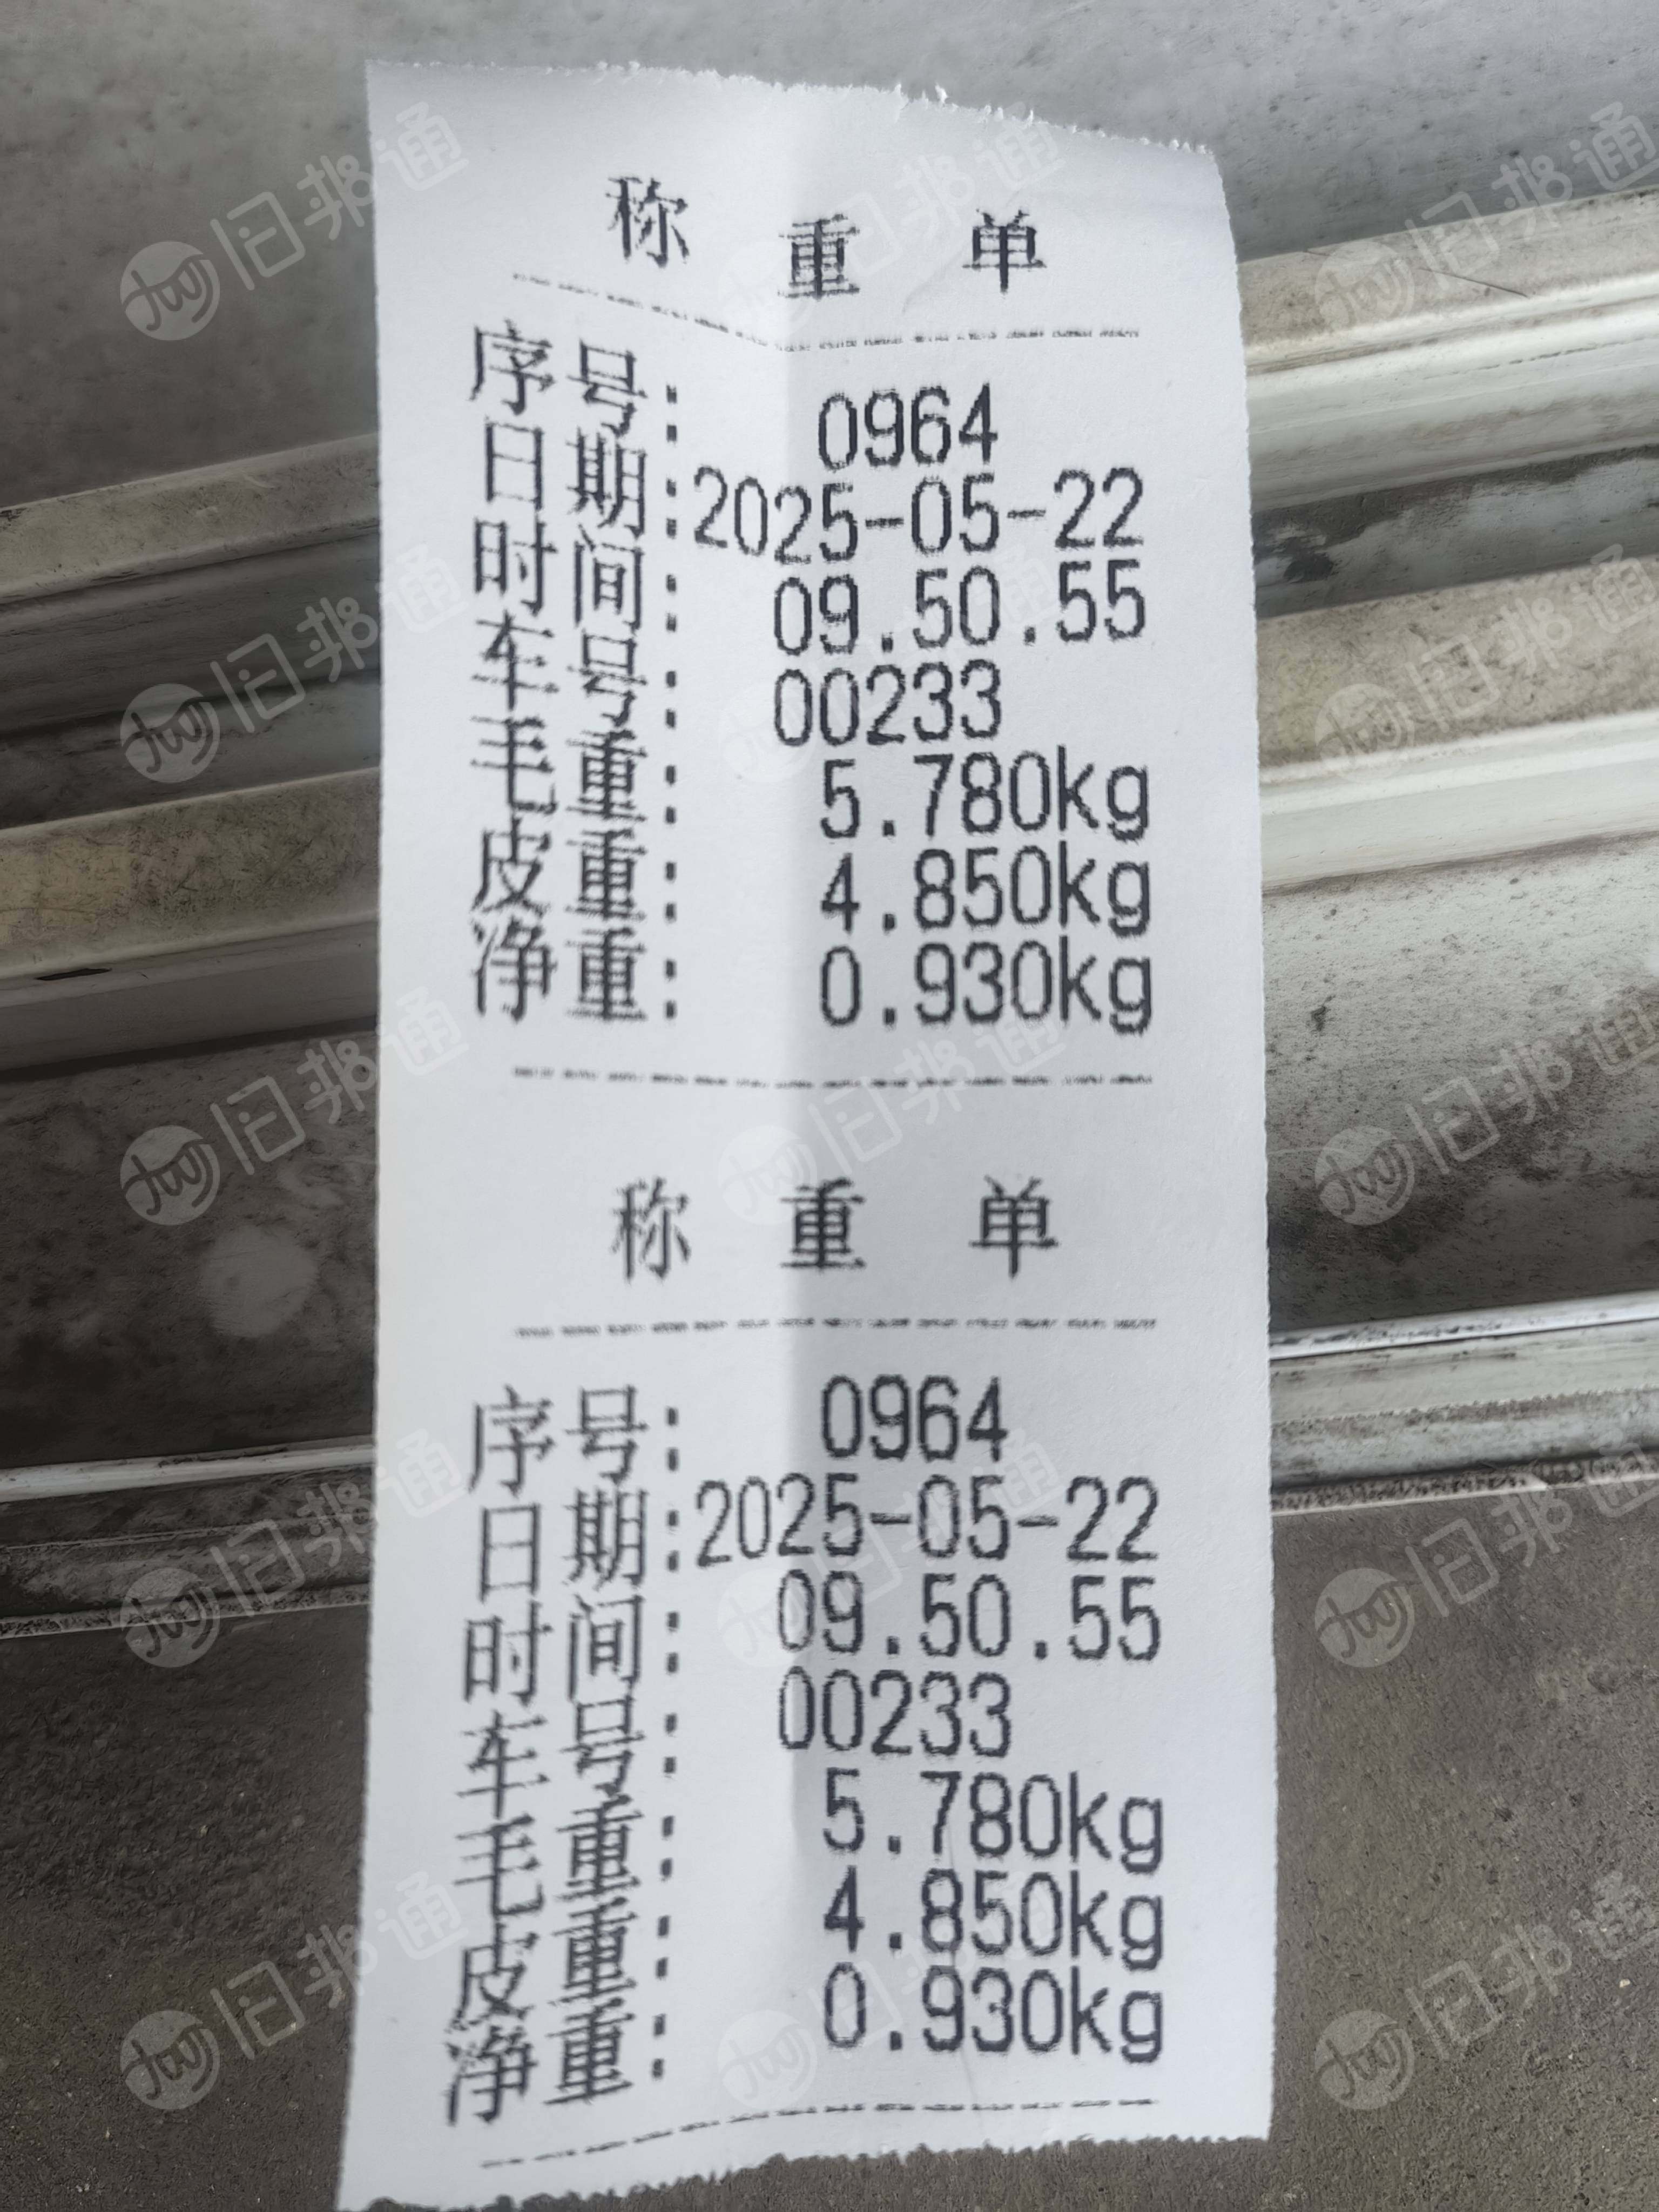 称 重 单
序 号: 0964
日 期:2025-05-22
时 间: 09.50.55
车 号: 00233
毛 重: 5.780kg
皮 重: 4.850kg
净 重: 0.930kg
称 重 单
序 号: 0964
日 期:2025-05-22
时 间: 09.50.55
车 号: 00233
毛 重: 5.780kg
皮 重: 4.850kg
净 重: 0.930kg
旧邦通